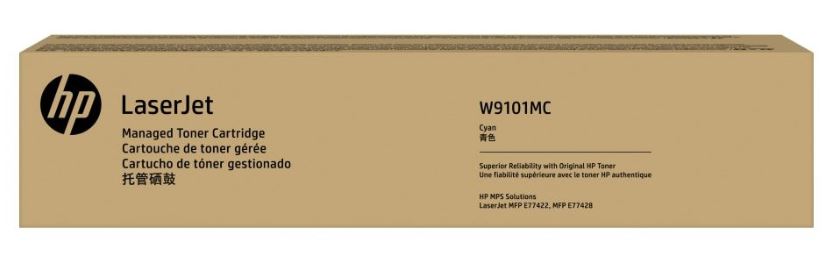 hp
LaserJet
Managed Toner Cartridge
Cartouche de toner gérée
Cartucho de tóner gestionado
托管硒鼓
W9101MC
Cyan
青色
Superior Reliability with Original HP Toner
Une fiabilité supérieure avec le toner HP authentique
HP MPS Solutions
LaserJet MFP E77422, MFP E77428